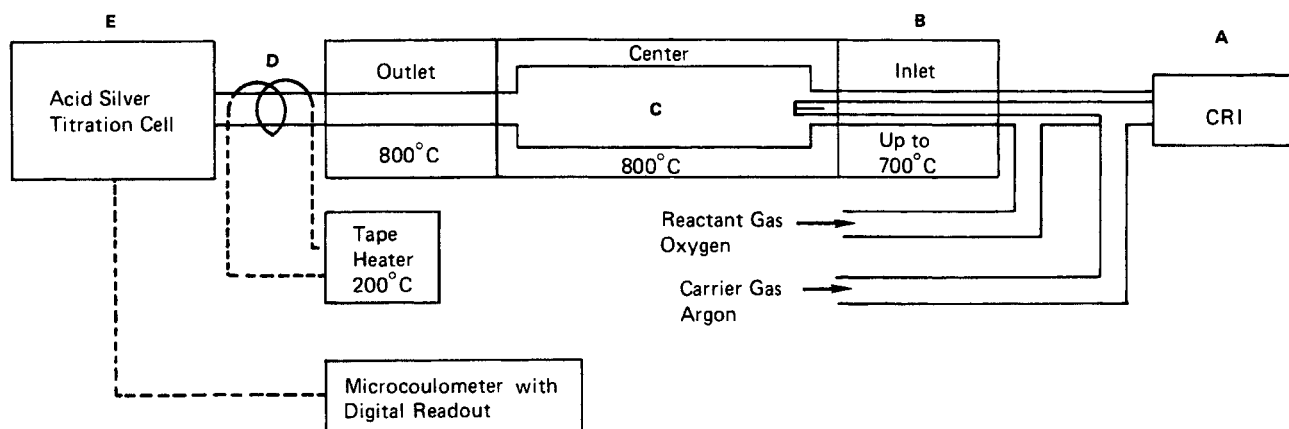 E
B
A
D
Center
Outlet
Inlet
Acid Silver
Titration Cell
C
CRI
800°C
800°C
Up to
700°C
Reactant Gas
Oxygen
Tape
Heater
200°C
Carrier Gas
Argon
Microcoulometer with
Digital Readout